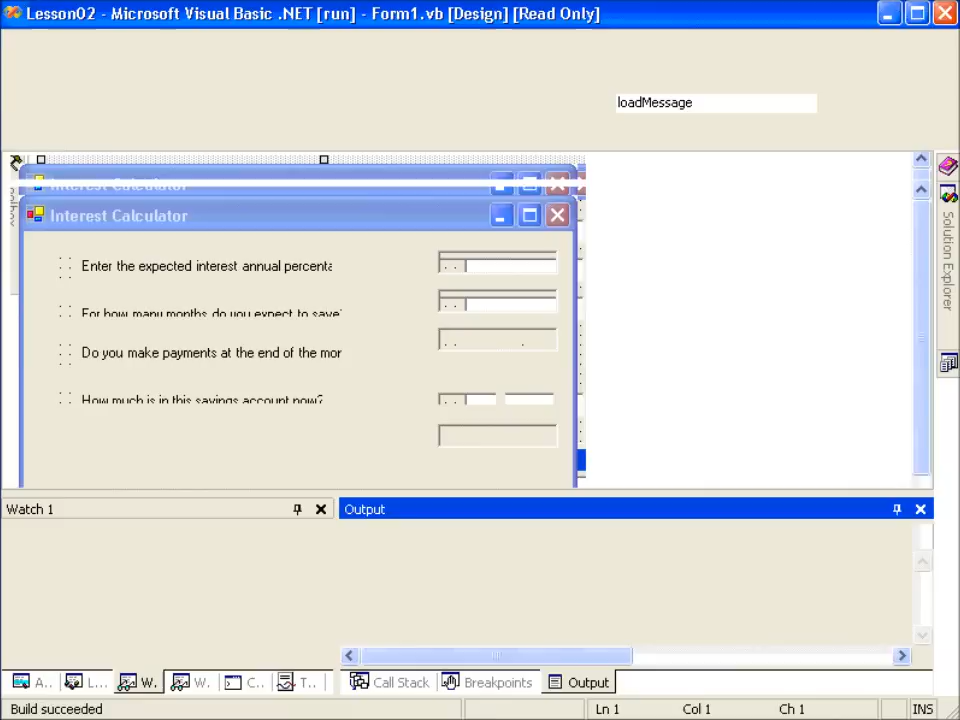 Lesson02 - Microsoft Visual Basic .NET [run] - Form1.vb [Design] [Read Only]
loadMessage
Interest Calculator
Interest Calculator
Enter the expected interest annual percenta
For how many months do you expect to save?
Do you make payments at the end of the mor
How much is in this savings account now?
Solution Explorer
Watch 1
Output
A..
L...
W.
W.
C..
T..
Call Stack
Breakpoints
Output
Build succeeded
Ln 1
Col 1
Ch 1
INS